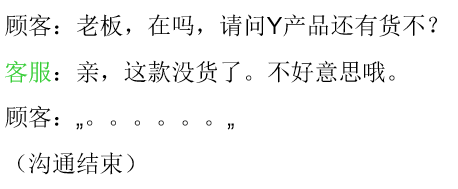 顾客：老板，在吗，请问Y产品还有货不？
客服：亲，这款没货了。不好意思哦。
顾客：„。。。。。。„
（沟通结束）